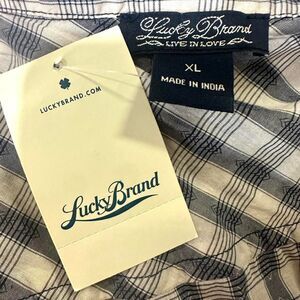 Lucky Brand
LIVE IN LOVE
XL
MADE IN INDIA
LUCKYBRAND.COM
Lucky Brand